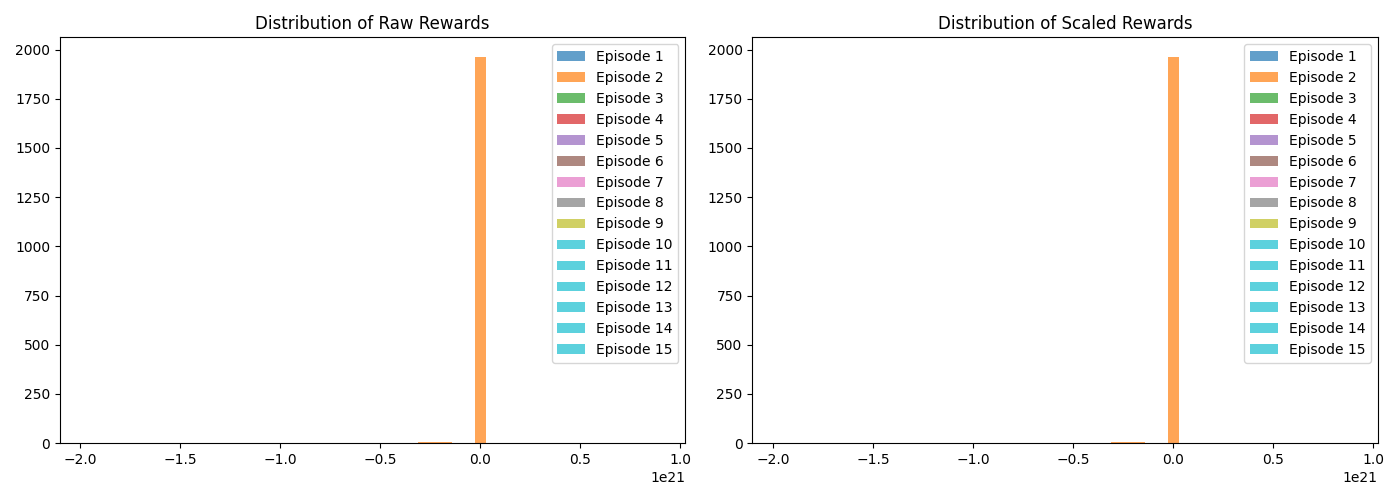 Distribution of Raw Rewards
2000
1750
1500
1250
1000
750
500
250
0
−2.0 −1.5 −1.0 −0.5 0.0 0.5 1.0
1e21
Episode 1
Episode 2
Episode 3
Episode 4
Episode 5
Episode 6
Episode 7
Episode 8
Episode 9
Episode 10
Episode 11
Episode 12
Episode 13
Episode 14
Episode 15
Distribution of Scaled Rewards
2000
1750
1500
1250
1000
750
500
250
0
−2.0 −1.5 −1.0 −0.5 0.0 0.5 1.0
1e21
Episode 1
Episode 2
Episode 3
Episode 4
Episode 5
Episode 6
Episode 7
Episode 8
Episode 9
Episode 10
Episode 11
Episode 12
Episode 13
Episode 14
Episode 15